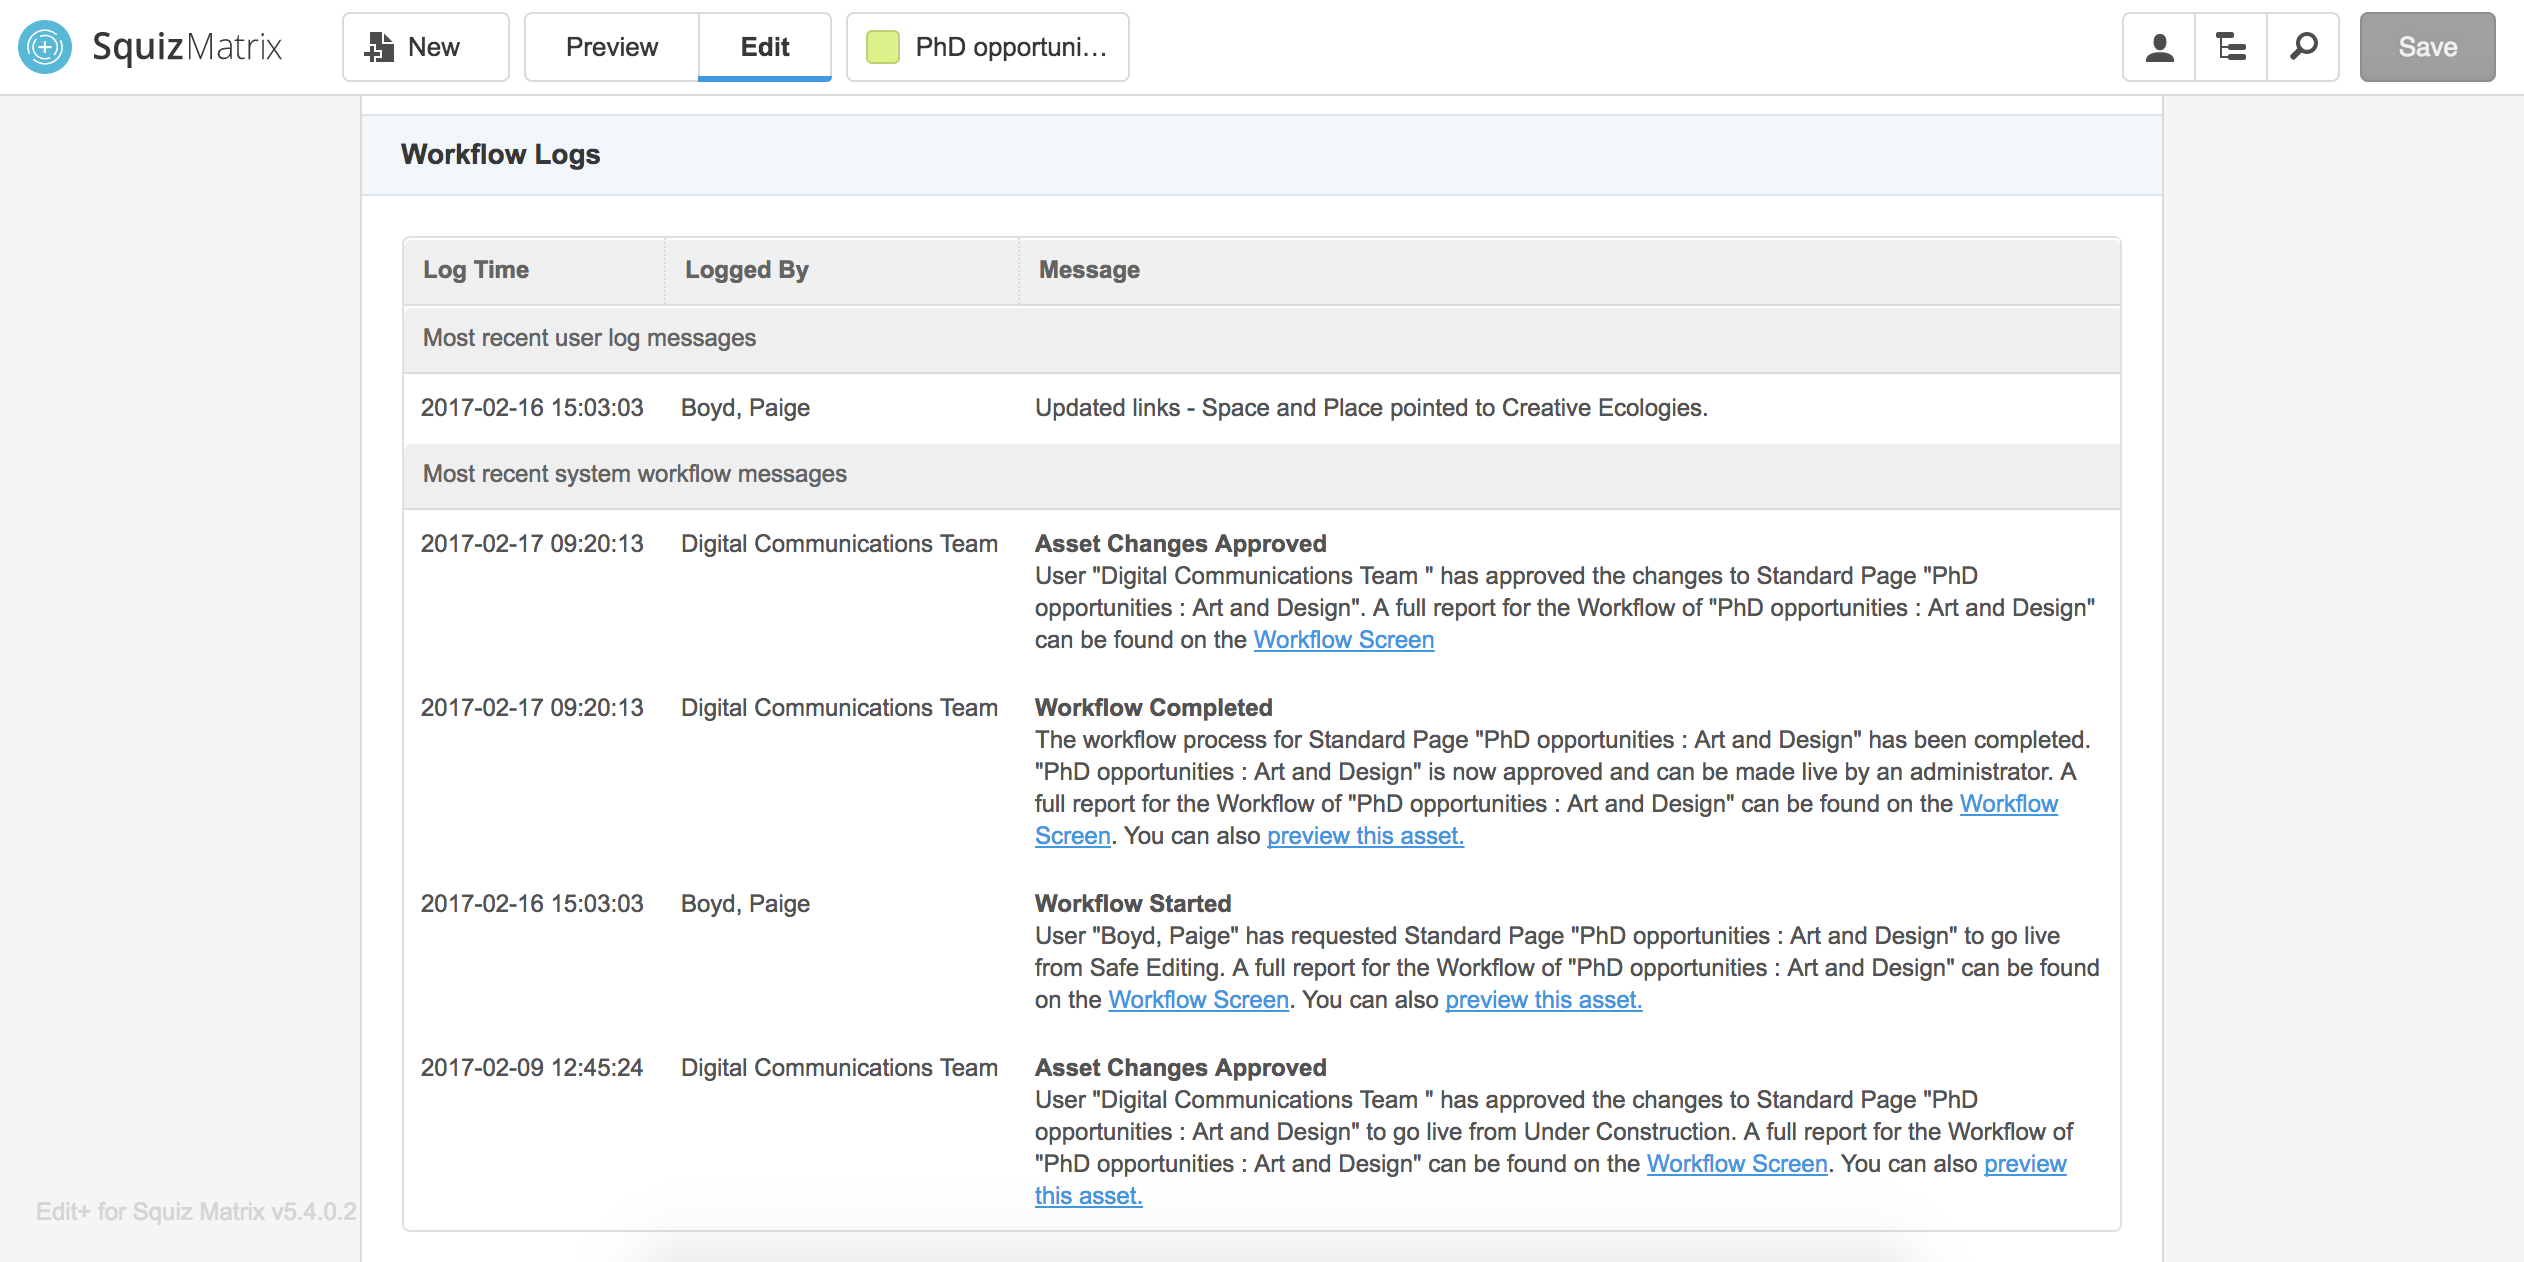 SquizMatrix New Preview Edit PhD opportuni... Save
Workflow Logs
Log Time Logged By Message
Most recent user log messages
2017-02-16 15:03:03 Boyd, Paige Updated links - Space and Place pointed to Creative Ecologies.
Most recent system workflow messages
2017-02-17 09:20:13 Digital Communications Team Asset Changes Approved
User "Digital Communications Team " has approved the changes to Standard Page "PhD
opportunities : Art and Design". A full report for the Workflow of "PhD opportunities : Art and Design"
can be found on the Workflow Screen
2017-02-17 09:20:13 Digital Communications Team Workflow Completed
The workflow process for Standard Page "PhD opportunities : Art and Design" has been completed.
"PhD opportunities : Art and Design" is now approved and can be made live by an administrator. A
full report for the Workflow of "PhD opportunities : Art and Design" can be found on the Workflow
Screen. You can also preview this asset.
2017-02-16 15:03:03 Boyd, Paige Workflow Started
User "Boyd, Paige" has requested Standard Page "PhD opportunities : Art and Design" to go live
from Safe Editing. A full report for the Workflow of "PhD opportunities : Art and Design" can be found
on the Workflow Screen. You can also preview this asset.
2017-02-09 12:45:24 Digital Communications Team Asset Changes Approved
User "Digital Communications Team " has approved the changes to Standard Page "PhD
opportunities : Art and Design" to go live from Under Construction. A full report for the Workflow of
"PhD opportunities : Art and Design" can be found on the Workflow Screen. You can also preview
this asset.
Edit+ for Squiz Matrix v5.4.0.2